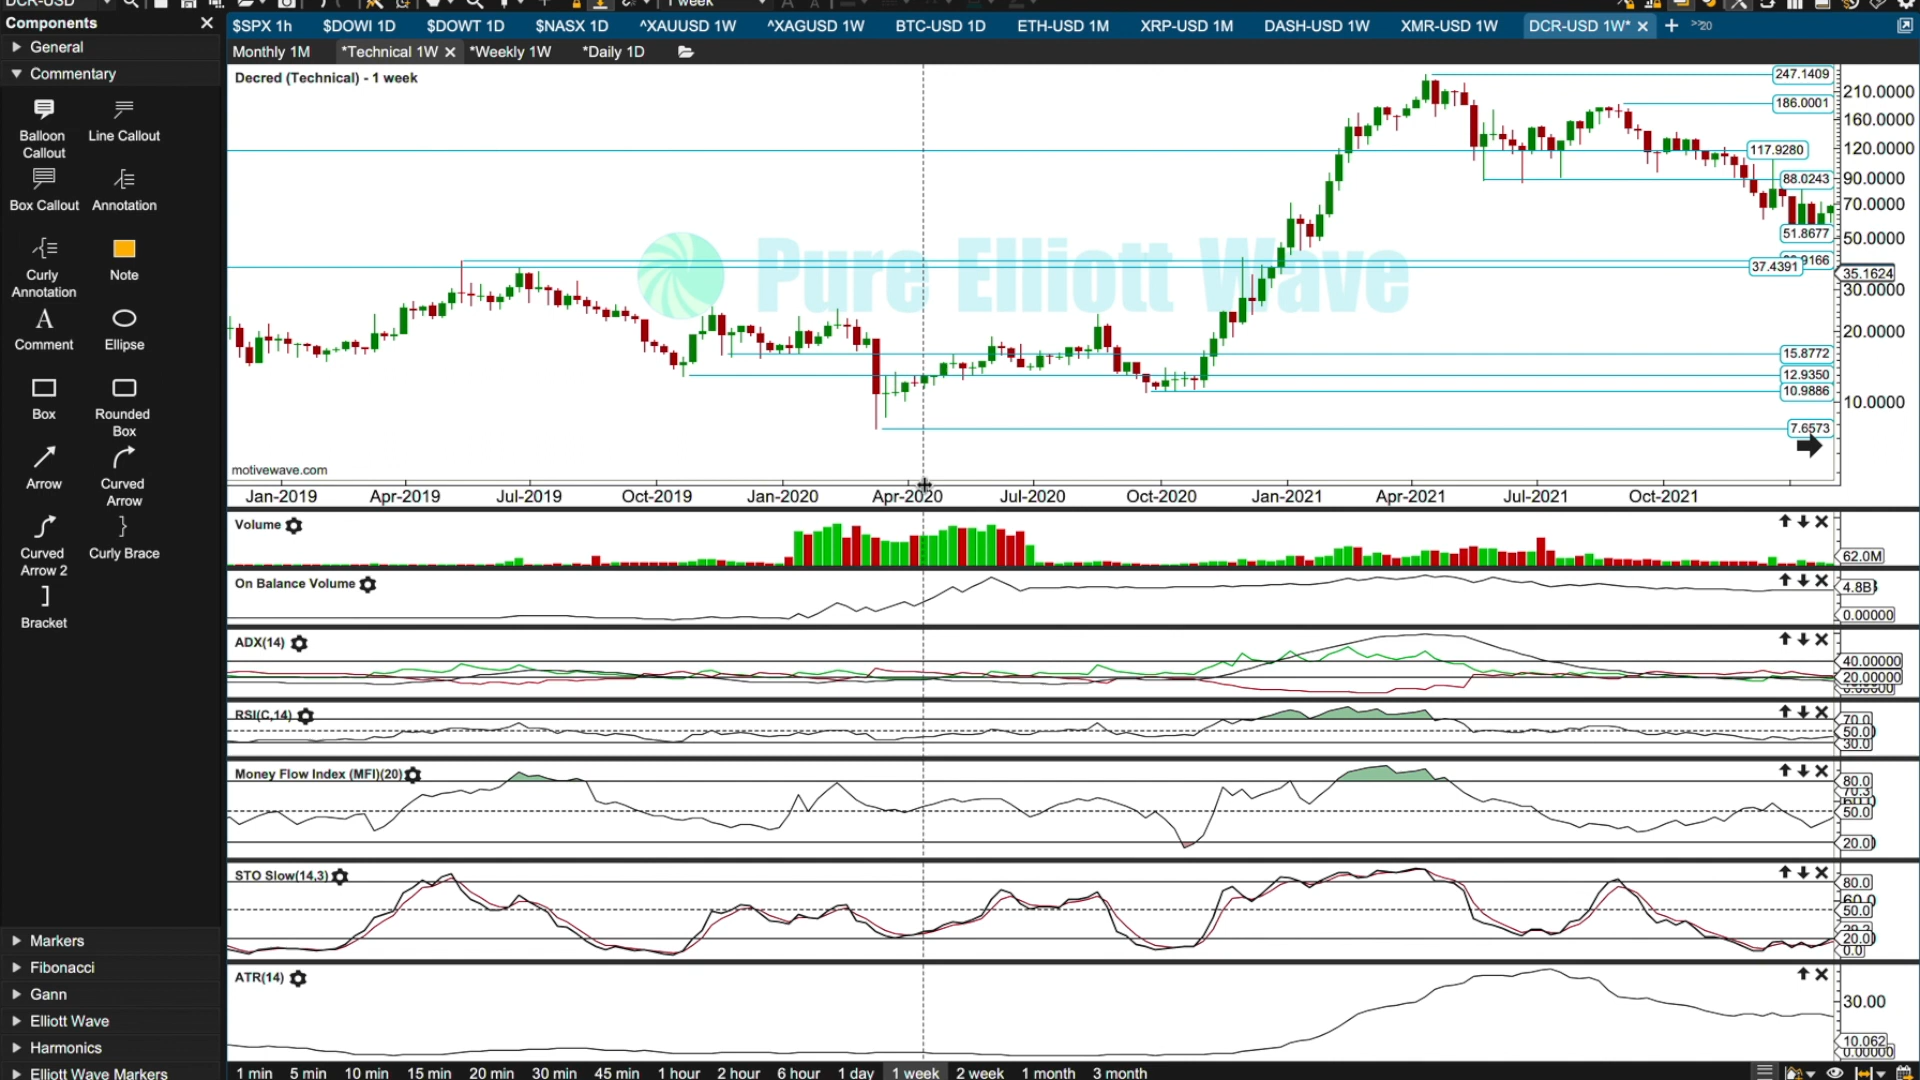 DCR-USD
1 week
Components
$SPX 1h
$DOWI 1D
$DOWT 1D
$NASX 1D
^XAUUSD 1W
^XAGUSD 1W
BTC-USD 1D
ETH-USD 1M
XRP-USD 1M
DASH-USD 1W
XMR-USD 1W
DCR-USD 1W*
>>20
General
Monthly 1M
*Technical 1W
*Weekly 1W
*Daily 1D
Commentary
Balloon Callout
Line Callout
Box Callout
Annotation
Curly Annotation
Note
Comment
Ellipse
Box
Rounded Box
Arrow
Curved Arrow
Curved Arrow 2
Curly Brace
Bracket
Markers
Fibonacci
Gann
Elliott Wave
Harmonics
Elliott Wave Markers
Decred (Technical) - 1 week
Pure Elliott Wave
247.1409
186.0001
117.9280
88.0243
51.8677
37.4391
15.8772
12.9350
10.9886
7.6573
210.0000
160.0000
120.0000
90.0000
70.0000
50.0000
35.1624
30.0000
20.0000
10.0000
motivewave.com
Jan-2019
Apr-2019
Jul-2019
Oct-2019
Jan-2020
Apr-2020
Jul-2020
Oct-2020
Jan-2021
Apr-2021
Jul-2021
Oct-2021
Volume
62.0M
On Balance Volume
0.00000
ADX(14)
40.00000
20.00000
RSI(C,14)
70.0
50.0
30.0
Money Flow Index (MFI)(20)
80.0
70.3
50.0
20.0
STO Slow(14,3)
80.0
50.0
20.0
0.0
ATR(14)
30.00
10.062
0.00000
1 min
5 min
10 min
15 min
20 min
30 min
45 min
1 hour
2 hour
6 hour
1 day
1 week
2 week
1 month
3 month